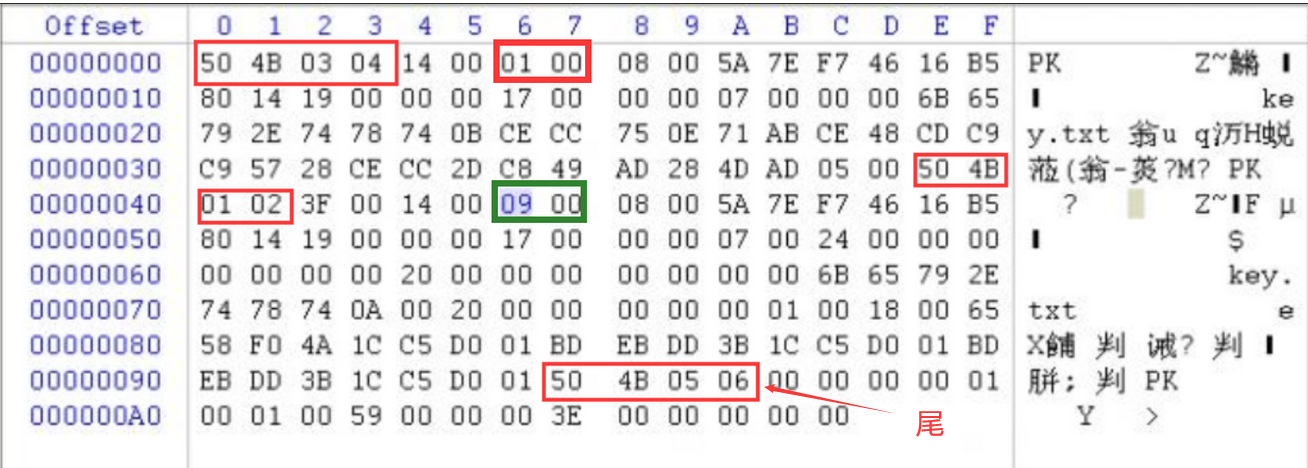 Offset 0 1 2 3 4 5 6 7 8 9 A B C D E F
00000000 50 4B 03 04 14 00 01 00 08 00 5A 7E F7 46 16 B5 PK Z~鱗
00000010 80 14 19 00 00 00 17 00 00 00 07 00 00 00 6B 65 ke
00000020 79 2E 74 78 74 0B CE CC 75 0E 71 AB CE 48 CD C9 y.txt 翁u q H蜕
00000030 C9 57 28 CE CC 2D C8 49 AD 28 4D AD 05 00 50 4B (翁-菼?M? PK
00000040 01 02 3F 00 14 00 09 00 08 00 5A 7E F7 46 16 B5 ? Z~ F μ
00000050 80 14 19 00 00 00 17 00 00 00 07 00 24 00 00 00 $
00000060 00 00 00 00 20 00 00 00 00 00 00 00 6B 65 79 2E key.
00000070 74 78 74 0A 00 20 00 00 00 00 00 01 00 18 00 65 txt e
00000080 58 F0 4A 1C C5 D0 01 BD EB DD 3B 1C C5 D0 01 BD X餔 判 诫? 判
00000090 EB DD 3B 1C C5 D0 01 50 4B 05 06 00 00 00 00 01 腁; 判 PK
000000A0 00 01 00 59 00 00 00 3E 00 00 00 00 00 Y >
尾